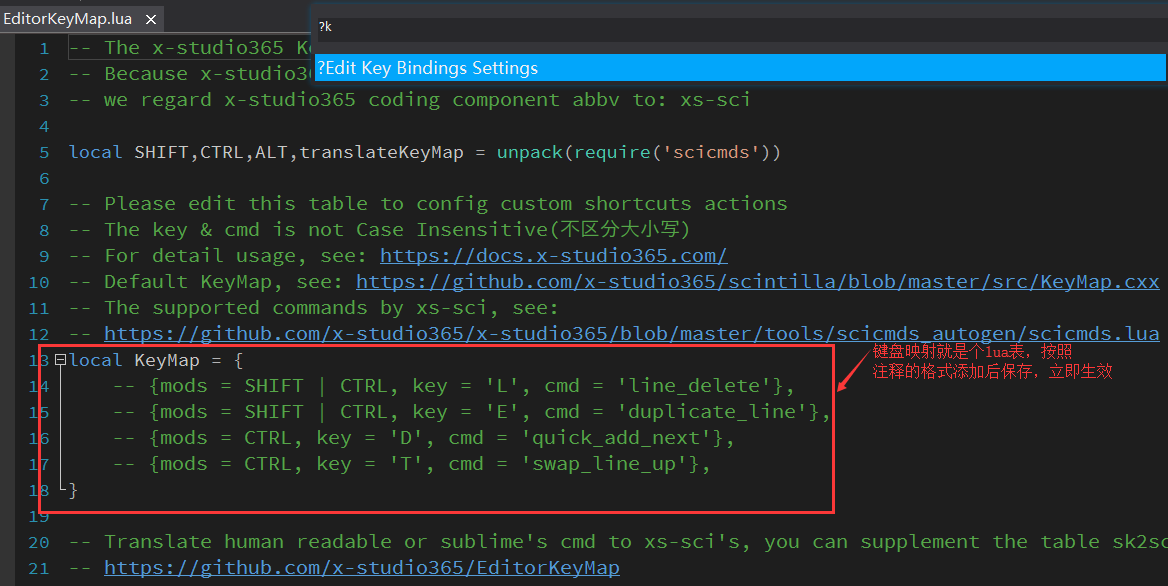 EditorKeyMap.lua ×
?k
?Edit Key Bindings Settings
1 -- The x-studio365 Ke
2 -- Because x-studio3
3 -- we regard x-studio365 coding component abbv to: xs-sci
4
5 local SHIFT,CTRL,ALT,translateKeyMap = unpack(require('scicmds'))
6
7 -- Please edit this table to config custom shortcuts actions
8 -- The key & cmd is not Case Insensitive(不区分大小写)
9 -- For detail usage, see: https://docs.x-studio365.com/
10 -- Default KeyMap, see: https://github.com/x-studio365/scintilla/blob/master/src/KeyMap.cxx
11 -- The supported commands by xs-sci, see:
12 -- https://github.com/x-studio365/x-studio365/blob/master/tools/scicmds_autogen/scicmds.lua
13 local KeyMap = {
键盘映射就是个lua表，按照
注释的格式添加后保存，立即生效
14 -- {mods = SHIFT | CTRL, key = 'L', cmd = 'line_delete'},
15 -- {mods = SHIFT | CTRL, key = 'E', cmd = 'duplicate_line'},
16 -- {mods = CTRL, key = 'D', cmd = 'quick_add_next'},
17 -- {mods = CTRL, key = 'T', cmd = 'swap_line_up'},
18 }
19
20 -- Translate human readable or sublime's cmd to xs-sci's, you can supplement the table sk2sc
21 -- https://github.com/x-studio365/EditorKeyMap